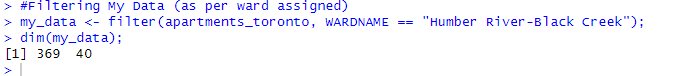 > #Filtering My Data (as per ward assigned)
> my_data <- filter(apartments_toronto, WARDNAME == "Humber River-Black Creek");
> dim(my_data);
[1] 369  40
>